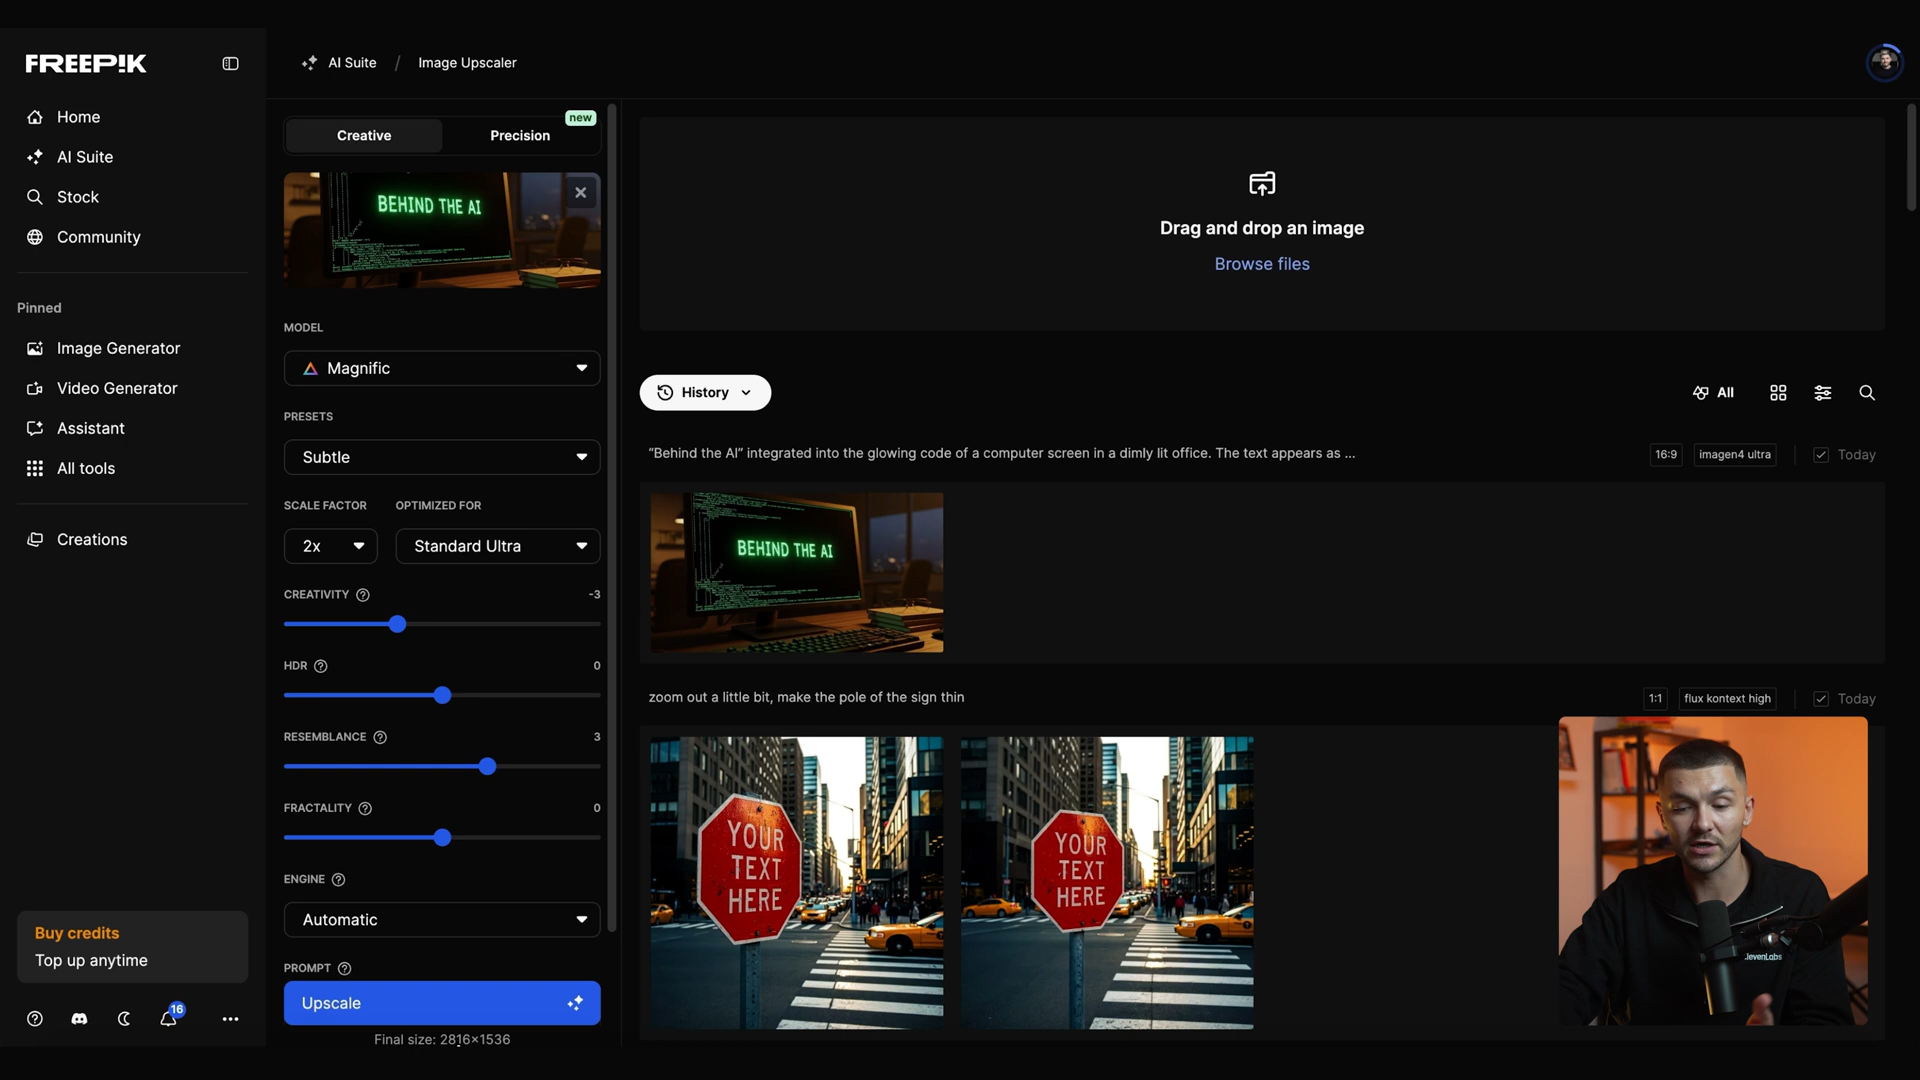 FREEPIK
AI Suite / Image Upscaler
Home
AI Suite
Stock
Community
Pinned
Image Generator
Video Generator
Assistant
All tools
Creations
Buy credits
Top up anytime
16
Creative
Precision
new
BEHIND THE AI
MODEL
Magnific
PRESETS
Subtle
SCALE FACTOR
OPTIMIZED FOR
2x
Standard Ultra
CREATIVITY
-3
HDR
0
RESEMBLANCE
3
FRACTALITY
0
ENGINE
Automatic
PROMPT
Upscale
Final size: 2816×1536
Drag and drop an image
Browse files
History
All
“Behind the AI” integrated into the glowing code of a computer screen in a dimly lit office. The text appears as ...
16:9
imagen4 ultra
Today
BEHIND THE AI
zoom out a little bit, make the pole of the sign thin
1:1
flux kontext high
Today
YOUR
TEXT
HERE
YOUR
TEXT
HERE